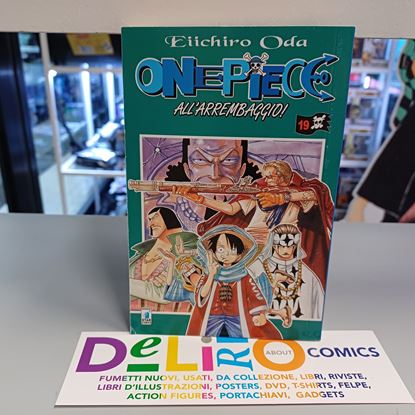 Eiichiro Oda
ONE PIECE
ALL'ARREMBAGGIO!
19
DeLiRiO ABOUT COMICS
FUMETTI NUOVI, USATI, DA COLLEZIONE, LIBRI, RIVISTE,
LIBRI D'ILLUSTRAZIONI, POSTERS, DVD, T-SHIRTS, FELPE,
ACTION FIGURES, PORTACHIAVI, GADGETS